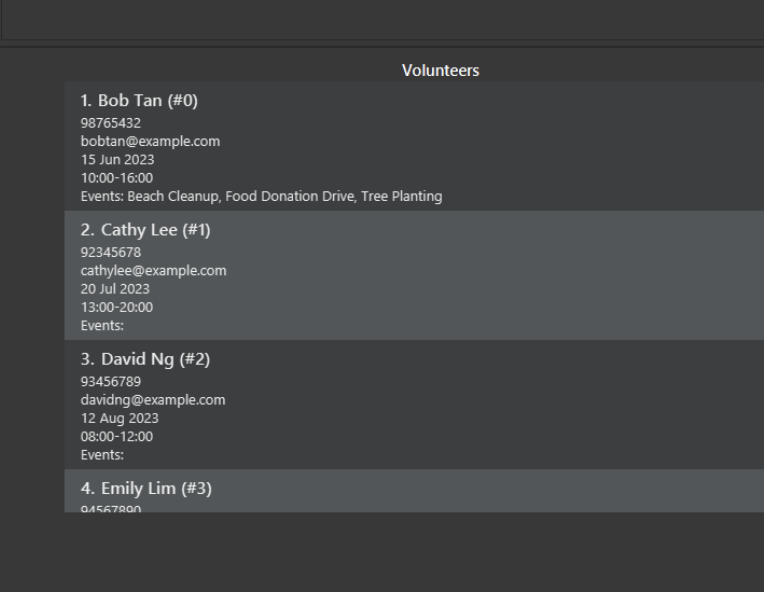 Volunteers
1. Bob Tan (#0)
98765432
bobtan@example.com
15 Jun 2023
10:00-16:00
Events: Beach Cleanup, Food Donation Drive, Tree Planting
2. Cathy Lee (#1)
92345678
cathylee@example.com
20 Jul 2023
13:00-20:00
Events:
3. David Ng (#2)
93456789
davidng@example.com
12 Aug 2023
08:00-12:00
Events:
4. Emily Lim (#3)
94567890